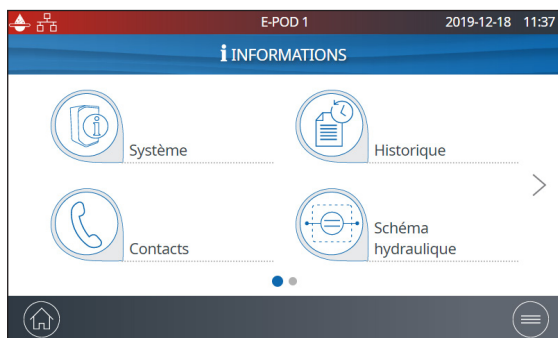 E-POD 1 2019-12-18 11:37
i INFORMATIONS
Système
Historique
Contacts
Schéma
hydraulique